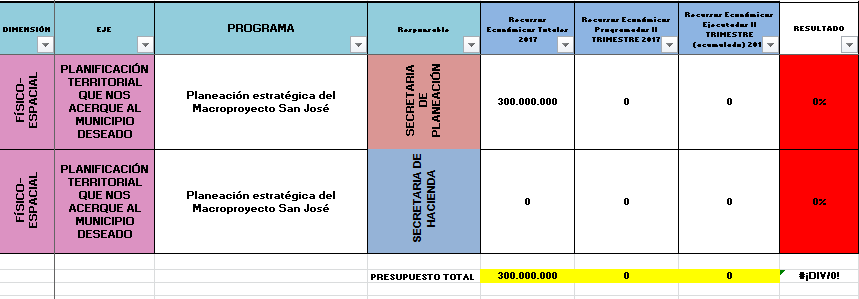 DIMENSIÓN
EJE
PROGRAMA
Responsable
Recursos
Económicos Totales
2017
Recursos Económicos
Programados II
TRIMESTRE 2017
Recursos Económicos
Ejecutados II
TRIMESTRE
(acumulado) 201
RESULTADO
FÍSICO-
ESPACIAL
PLANIFICACIÓN
TERRITORIAL
QUE NOS
ACERQUE AL
MUNICIPIO
DESEADO
Planeación estratégica del
Macroproyecto San José
SECRETARIA
DE
PLANEACIÓN
300.000.000
0
0
0%
FÍSICO-
ESPACIAL
PLANIFICACIÓN
TERRITORIAL
QUE NOS
ACERQUE AL
MUNICIPIO
DESEADO
Planeación estratégica del
Macroproyecto San José
SECRETARIA DE
HACIENDA
0
0
0
0%
PRESUPUESTO TOTAL
300.000.000
0
0
#¡DIV/0!